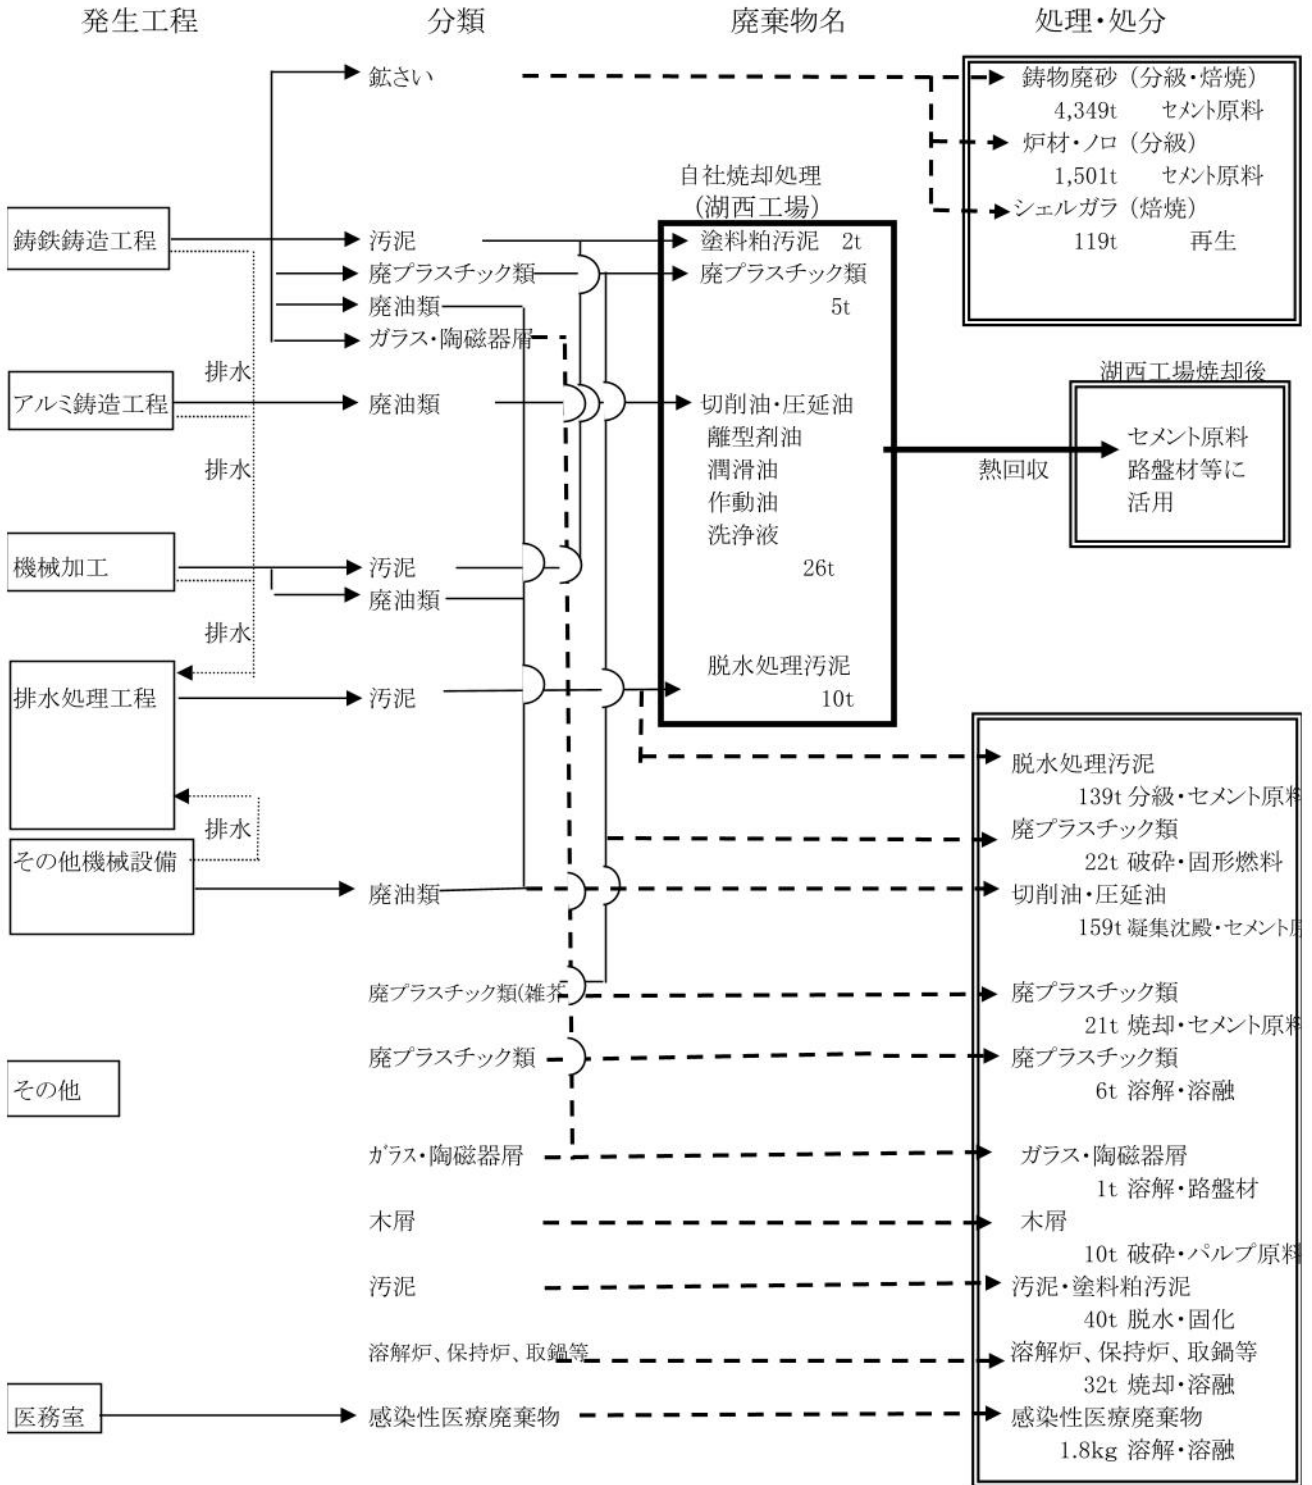 発生工程 分類 廃棄物名 処理・処分
鉱さい
鋳物廃砂（分級・焙焼）
4,349t セメント原料
炉材・ノロ（分級）
1,501t セメント原料
シェルガラ（焙焼）
119t 再生
自社焼却処理
（湖西工場）
鋳鉄鋳造工程
汚泥
塗料粕汚泥 2t
廃プラスチック類
廃プラスチック類
5t
廃油類
ガラス・陶磁器屑
排水
湖西工場焼却後
アルミ鋳造工程
廃油類
切削油・圧延油
離型剤油
潤滑油
作動油
洗浄液
26t
熱回収
セメント原料
路盤材等に
活用
排水
機械加工
汚泥
廃油類
排水
脱水処理汚泥
10t
排水処理工程
汚泥
脱水処理汚泥
139t 分級・セメント原料
排水
廃プラスチック類
22t 破砕・固形燃料
その他機械設備
廃油類
切削油・圧延油
159t 凝集沈殿・セメント
廃プラスチック類(雑芥
廃プラスチック類
21t 焼却・セメント原料
その他
廃プラスチック類
廃プラスチック類
6t 溶解・溶融
ガラス・陶磁器屑
ガラス・陶磁器屑
1t 溶解・路盤材
木屑
木屑
10t 破砕・パルプ原料
汚泥
汚泥・塗料粕汚泥
40t 脱水・固化
溶解炉、保持炉、取鍋等
溶解炉、保持炉、取鍋等
32t 焼却・溶融
医務室
感染性医療廃棄物
感染性医療廃棄物
1.8kg 溶解・溶融